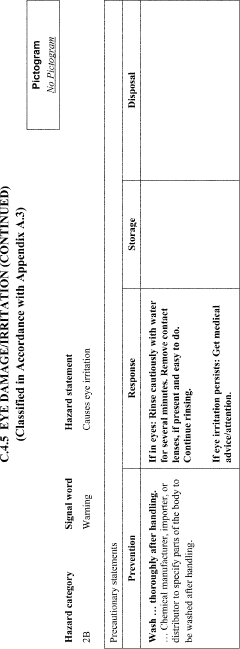 C.4.5 EYE DAMAGE/IRRITATION (CONTINUED)
(Classified in Accordance with Appendix A.3)
Pictogram
No Pictogram
Hazard category
Signal word
Hazard statement
2B
Warning
Causes eye irritation
Precautionary statements
Prevention
Response
Storage
Disposal
Wash … thoroughly after handling.
… Chemical manufacturer, importer, or
distributor to specify parts of the body to
be washed after handling.
If in eyes: Rinse cautiously with water
for several minutes. Remove contact
lenses, if present and easy to do.
Continue rinsing.
If eye irritation persists: Get medical
advice/attention.